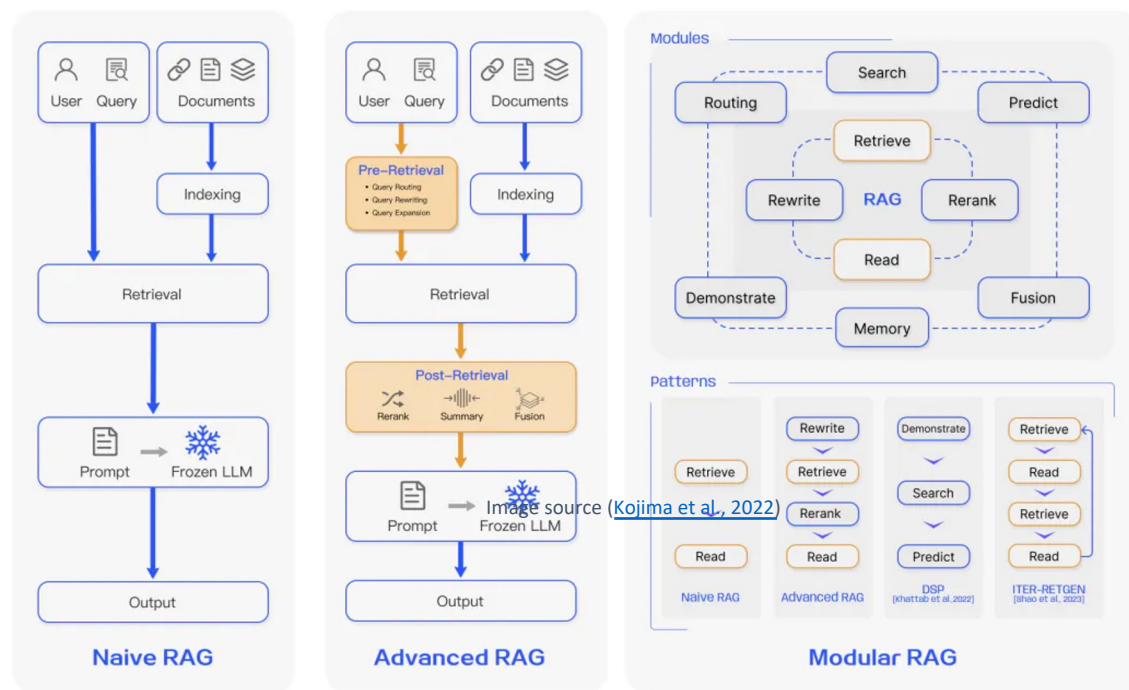 User Query
Documents
Indexing
Retrieval
Prompt
Frozen LLM
Output
Naive RAG
User Query
Documents
Pre-Retrieval
• Query Routing
• Query Rewriting
• Query Expansion
Indexing
Retrieval
Post-Retrieval
Rerank Summary Fusion
Prompt
Frozen LLM
Image source (Kojima et al., 2022)
Output
Advanced RAG
Modules
Search
Routing
Predict
Retrieve
Rewrite
RAG
Rerank
Read
Demonstrate
Fusion
Memory
Patterns
Retrieve
Read
Naive RAG
Rewrite
Retrieve
Rerank
Read
Advanced RAG
Demonstrate
Search
Predict
DSP
[Khattab et al,2022]
Retrieve
Read
Retrieve
Read
ITER-RETGEN
[Shao et al, 2023]
Modular RAG